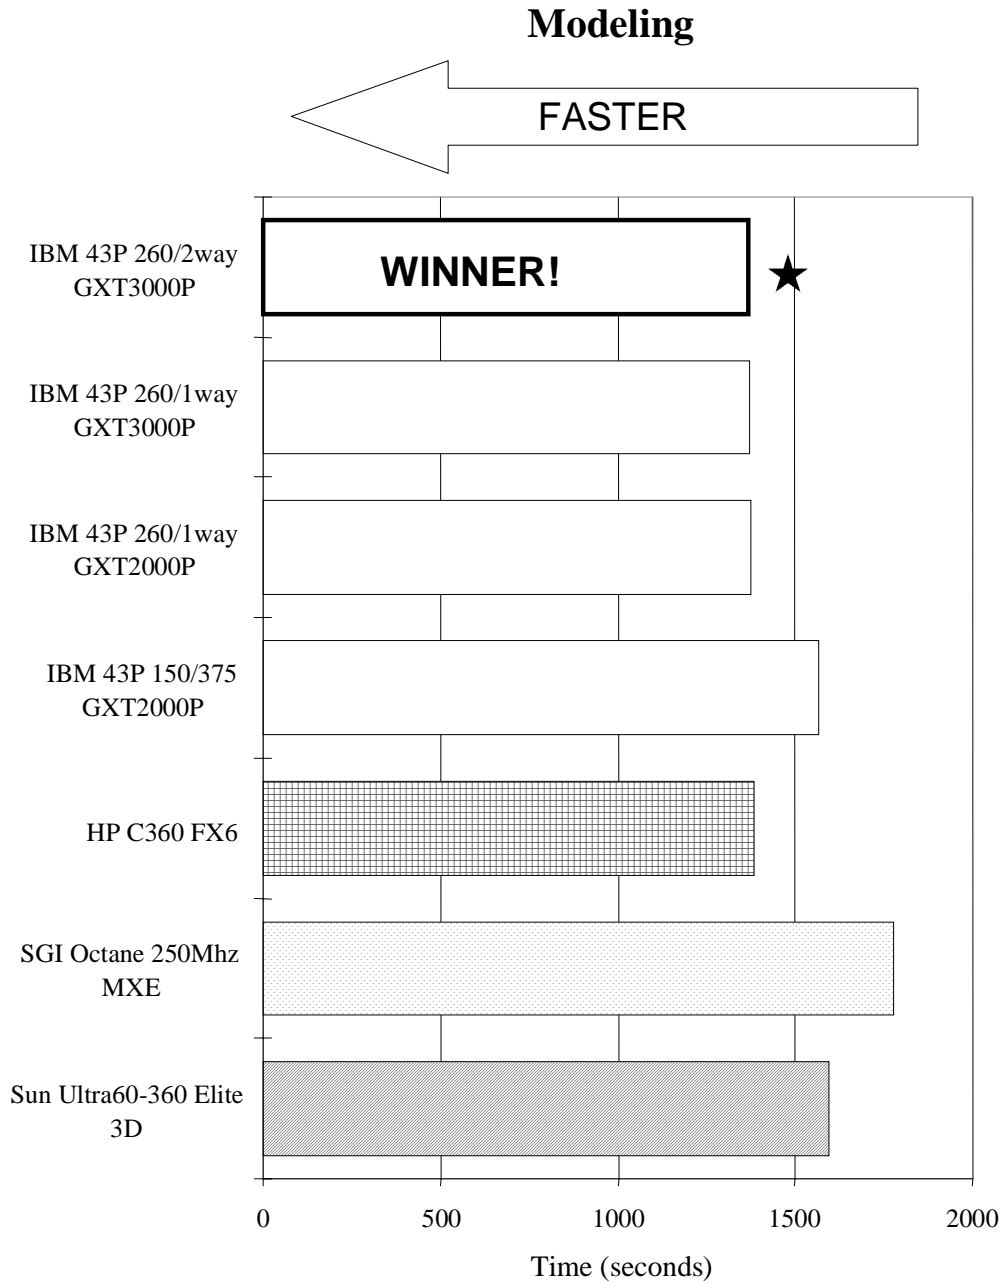 Modeling
FASTER
IBM 43P 260/2way
GXT3000P
WINNER!
IBM 43P 260/1way
GXT3000P
IBM 43P 260/1way
GXT2000P
IBM 43P 150/375
GXT2000P
HP C360 FX6
SGI Octane 250Mhz
MXE
Sun Ultra60-360 Elite
3D
0 500 1000 1500 2000
Time (seconds)